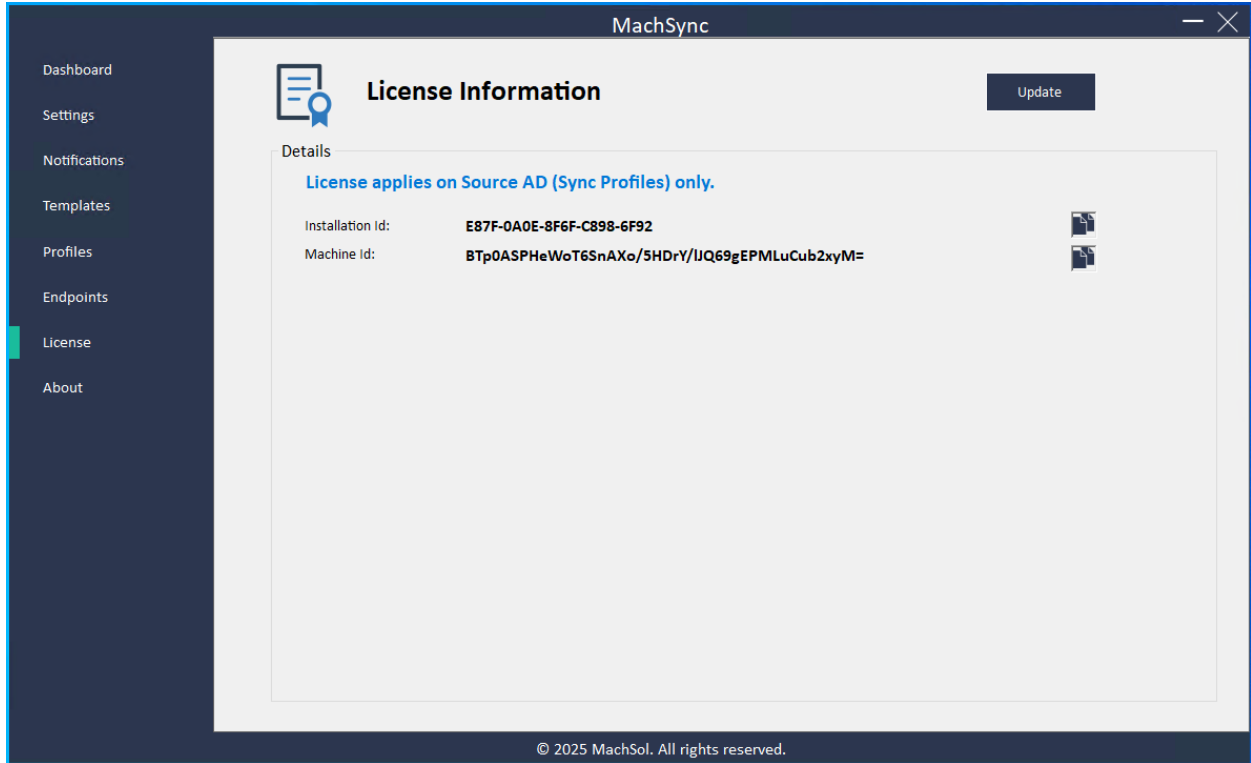 MachSync
Dashboard
Settings
Notifications
Templates
Profiles
Endpoints
License
About
License Information
Update
Details
License applies on Source AD (Sync Profiles) only.
Installation Id: E87F-0A0E-8F6F-C898-6F92
Machine Id: BTp0ASPHeWoT6SnAXo/5HDrY/lJQ69gEPMLuCub2xyM=
© 2025 MachSol. All rights reserved.